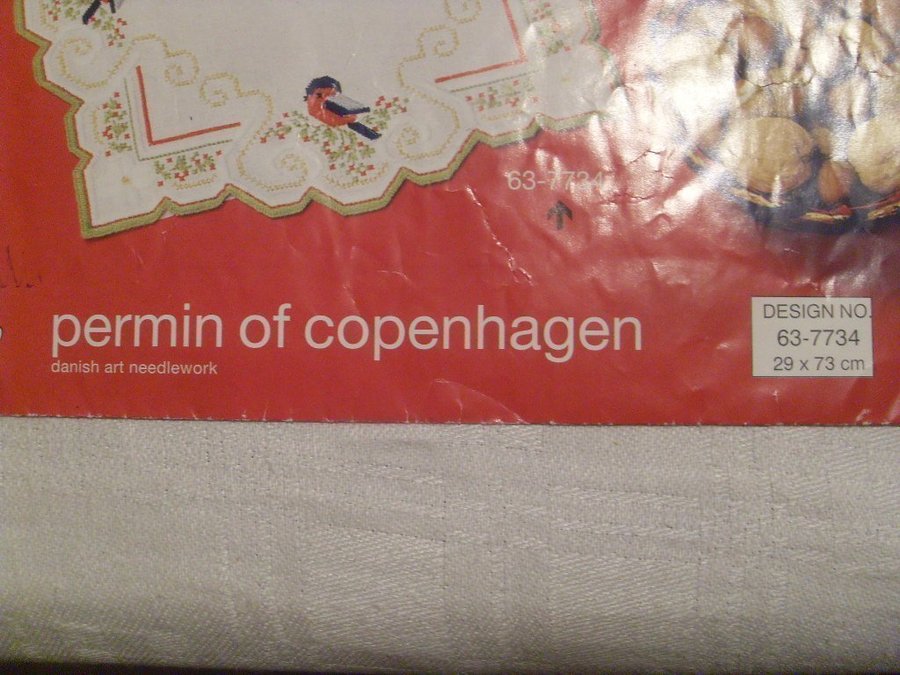 63-7734
permin of copenhagen
danish art needlework
DESIGN NO.
63-7734
29 x 73 cm